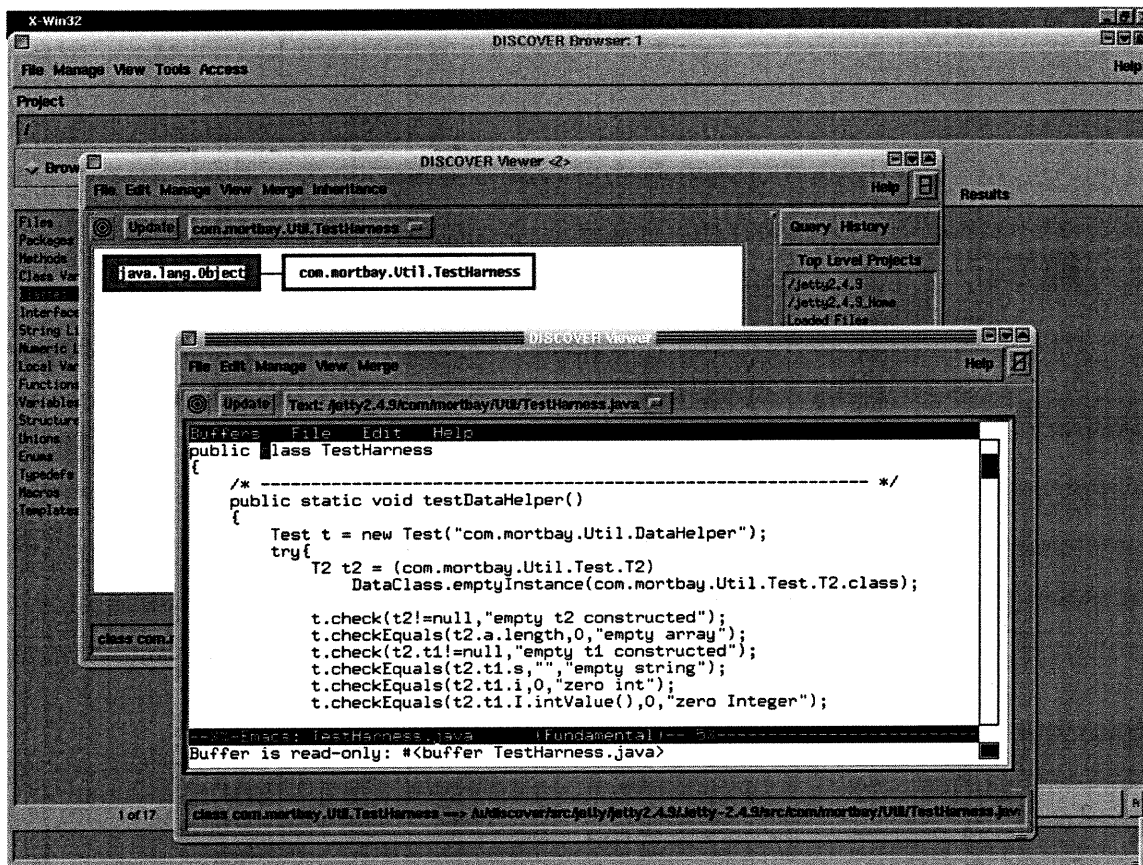 X-Win32
DISCOVER Browser: 1
File Manage View Tools Access
Help
Project
/
Brow
DISCOVER Viewer <2>
File Edit Manage View Merge Inheritance
Help
Results
Update
com.mortbay.Util.TestHarness
Query History
Top Level Projects
/jetty2.4.9
/jetty2.4.9.Home
Loaded Files
java.lang.Object
com.mortbay.Util.TestHarness
Files
Packages
Methods
Class Var
Interface
String Li
Numeric L
Local Var
Functions
Variables
Structure
Unions
Enums
Typedefs
Macros
Templates
class com.
DISCOVER Viewer
File Edit Manage View Merge
Help
Update
Text: /jetty2.4.9/com/mortbay/Util/TestHarness.java
Buffers File Edit Help
public class TestHarness
{
/* ------------------------------------------------------------ */
public static void testDataHelper()
{
Test t = new Test("com.mortbay.Util.DataHelper");
try{
T2 t2 = (com.mortbay.Util.Test.T2)
DataClass.emptyInstance(com.mortbay.Util.Test.T2.class);
t.check(t2!=null,"empty t2 constructed");
t.checkEquals(t2.a.length,0,"empty array");
t.check(t2.t1!=null,"empty t1 constructed");
t.checkEquals(t2.t1.s,"","empty string");
t.checkEquals(t2.t1.i,0,"zero int");
t.checkEquals(t2.t1.I.intValue(),0,"zero Integer");
--%%-Emacs: TestHarness.java (Fundamental)-- 5%------------------------
Buffer is read-only: #<buffer TestHarness.java>
1 of 17
class com.mortbay.Util.TestHarness ==> /u/discover/src/jetty/jetty2.4.9/Jetty-2.4.9/src/com/mortbay/Util/TestHarness.jav